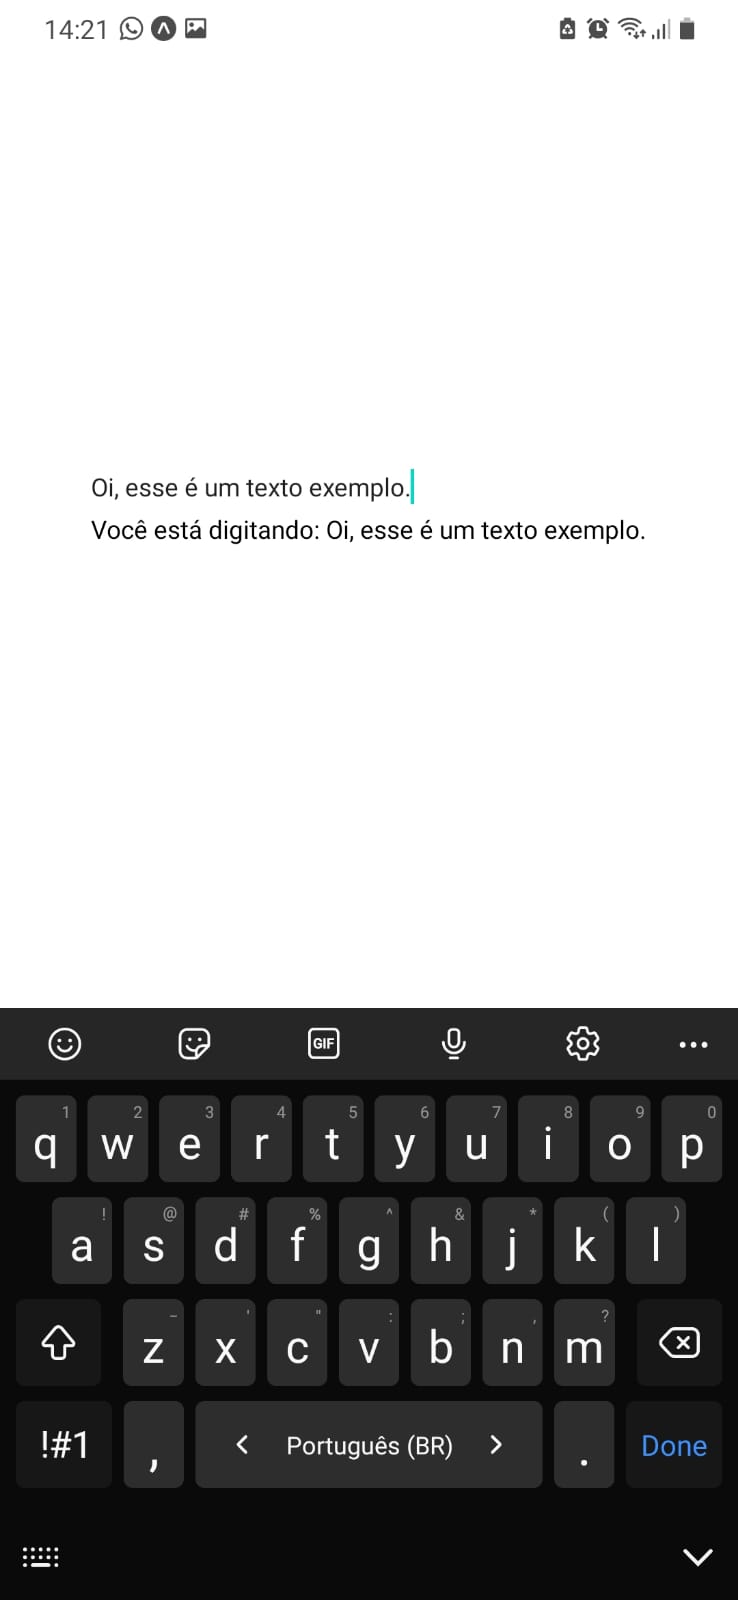 14:21
Oi, esse é um texto exemplo.
Você está digitando: Oi, esse é um texto exemplo.
GIF
1 2 3 4 5 6 7 8 9 0
q w e r t y u i o p
! @ # % ^ & * ( )
a s d f g h j k l
- ' " : ; , ?
z x c v b n m
!#1 , < Português (BR) > . Done